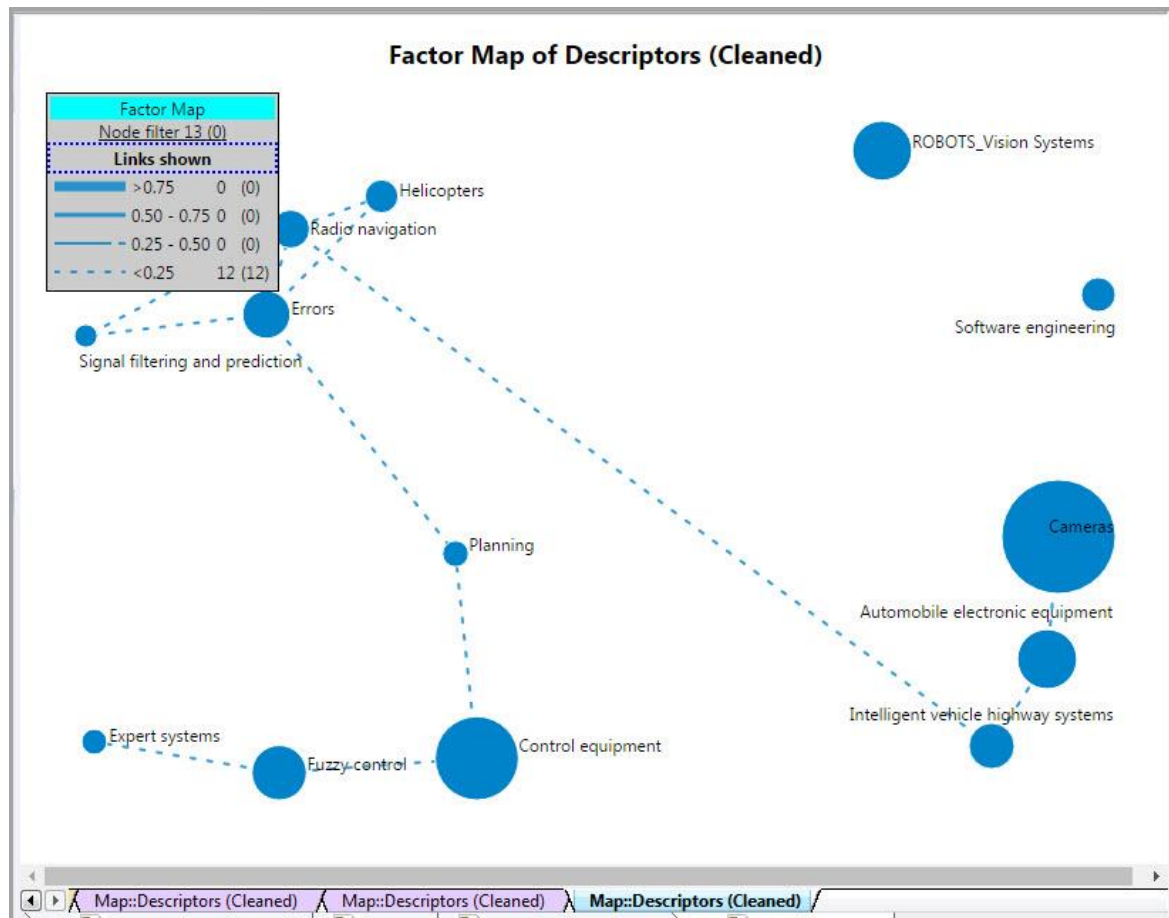 Factor Map of Descriptors (Cleaned)
Factor Map
Node filter 13 (0)
Links shown
>0.75 0 (0)
0.50 - 0.75 0 (0)
0.25 - 0.50 0 (0)
<0.25 12 (12)
ROBOTS_Vision Systems
Helicopters
Radio navigation
Errors
Software engineering
Signal filtering and prediction
Cameras
Planning
Automobile electronic equipment
Intelligent vehicle highway systems
Expert systems
Control equipment
Fuzzy control
Map::Descriptors (Cleaned) Map::Descriptors (Cleaned) Map::Descriptors (Cleaned)